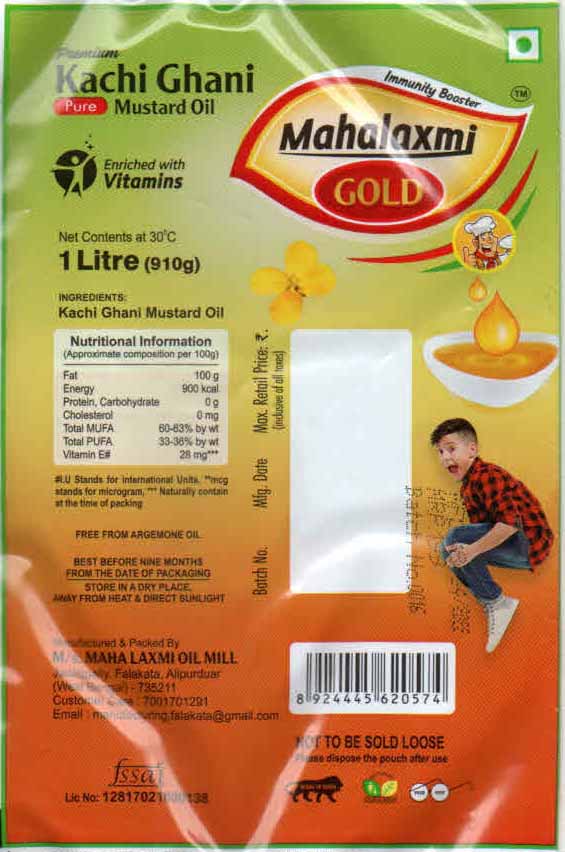 Premium
Kachi Ghani
Pure Mustard Oil
Immunity Booster
TM
Mahalaxmi
GOLD
Enriched with
Vitamins
Net Contents at 30°C
1 Litre (910g)
INGREDIENTS:
Kachi Ghani Mustard Oil
Nutritional Information
(Approximate composition per 100g)
Fat 100 g
Energy 900 kcal
Protein, Carbohydrate 0 g
Cholesterol 0 mg
Total MUFA 60-63% by wt
Total PUFA 33-36% by wt
Vitamin E# 28 mg***
#I.U Stands for International Units, **mcg
stands for microgram, *** Naturally contain
at the time of packing
Max. Retail Price: ₹.
(inclusive of all taxes)
Mfg. Date
Batch No.
FREE FROM ARGEMONE OIL
BEST BEFORE NINE MONTHS
FROM THE DATE OF PACKAGING
STORE IN A DRY PLACE,
AWAY FROM HEAT & DIRECT SUNLIGHT
Manufactured & Packed By
M/s. MAHA LAXMI OIL MILL
Falakata, Alipurduar
(West Bengal) - 735211
Customer Care : 7001701291
Email : falakata@gmail.com
8 924445 620574
NOT TO BE SOLD LOOSE
Please dispose the pouch after use
fssai
Lic No: